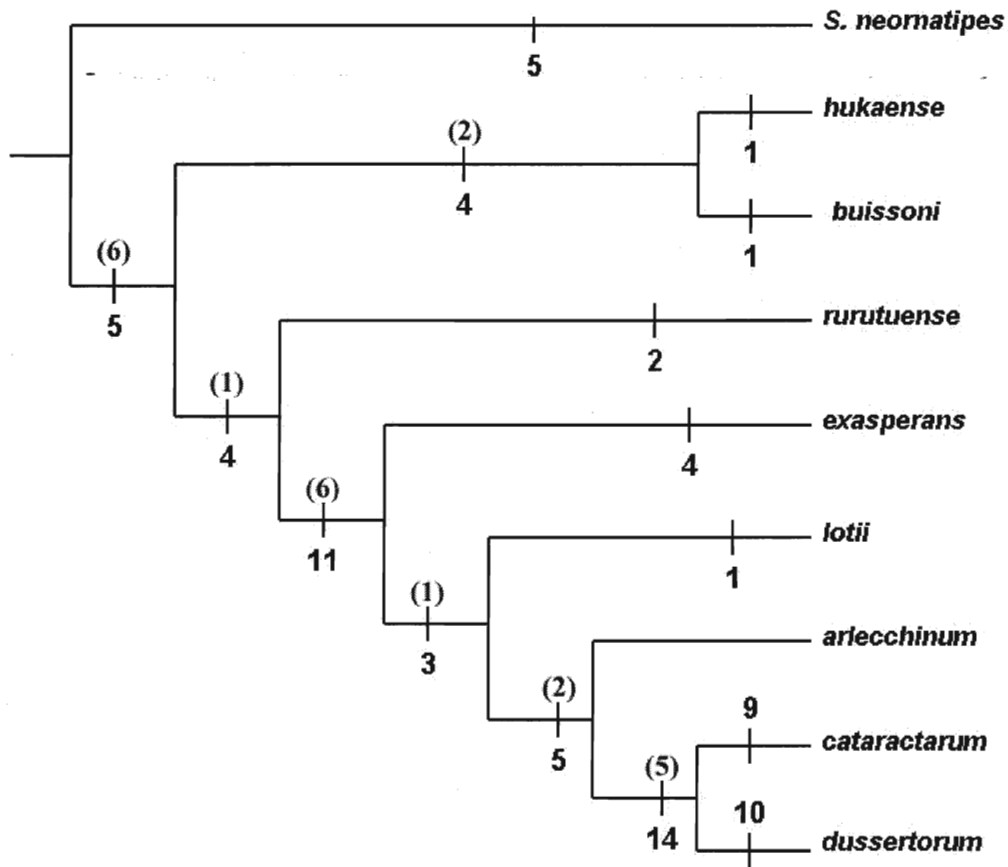 S. neornatipes
5
hukaense
(2)
1
4
buissoni
(6)
1
5
rurutuense
2
(1)
exasperans
4
4
(6)
lotii
11
1
(1)
arlecchinum
3
(2)
9
cataractarum
5
(5)
10
14
dussertorum